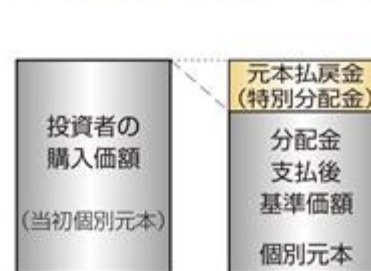 投資者の
購入価額
(当初個別元本)
元本払戻金
(特別分配金)
分配金
支払後
基準価額
個別元本